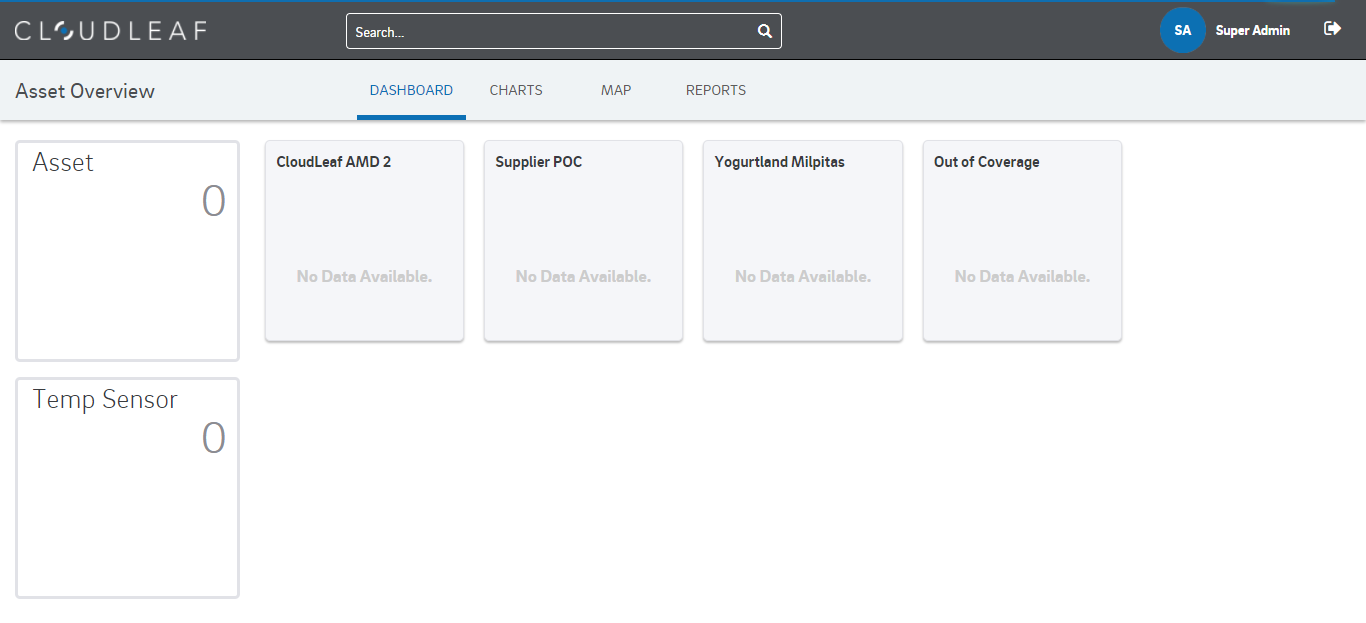 CLOUDLEAF
Search...
SA
Super Admin
Asset Overview
DASHBOARD
CHARTS
MAP
REPORTS
Asset
0
CloudLeaf AMD 2
No Data Available.
Supplier POC
No Data Available.
Yogurtland Milpitas
No Data Available.
Out of Coverage
No Data Available.
Temp Sensor
0